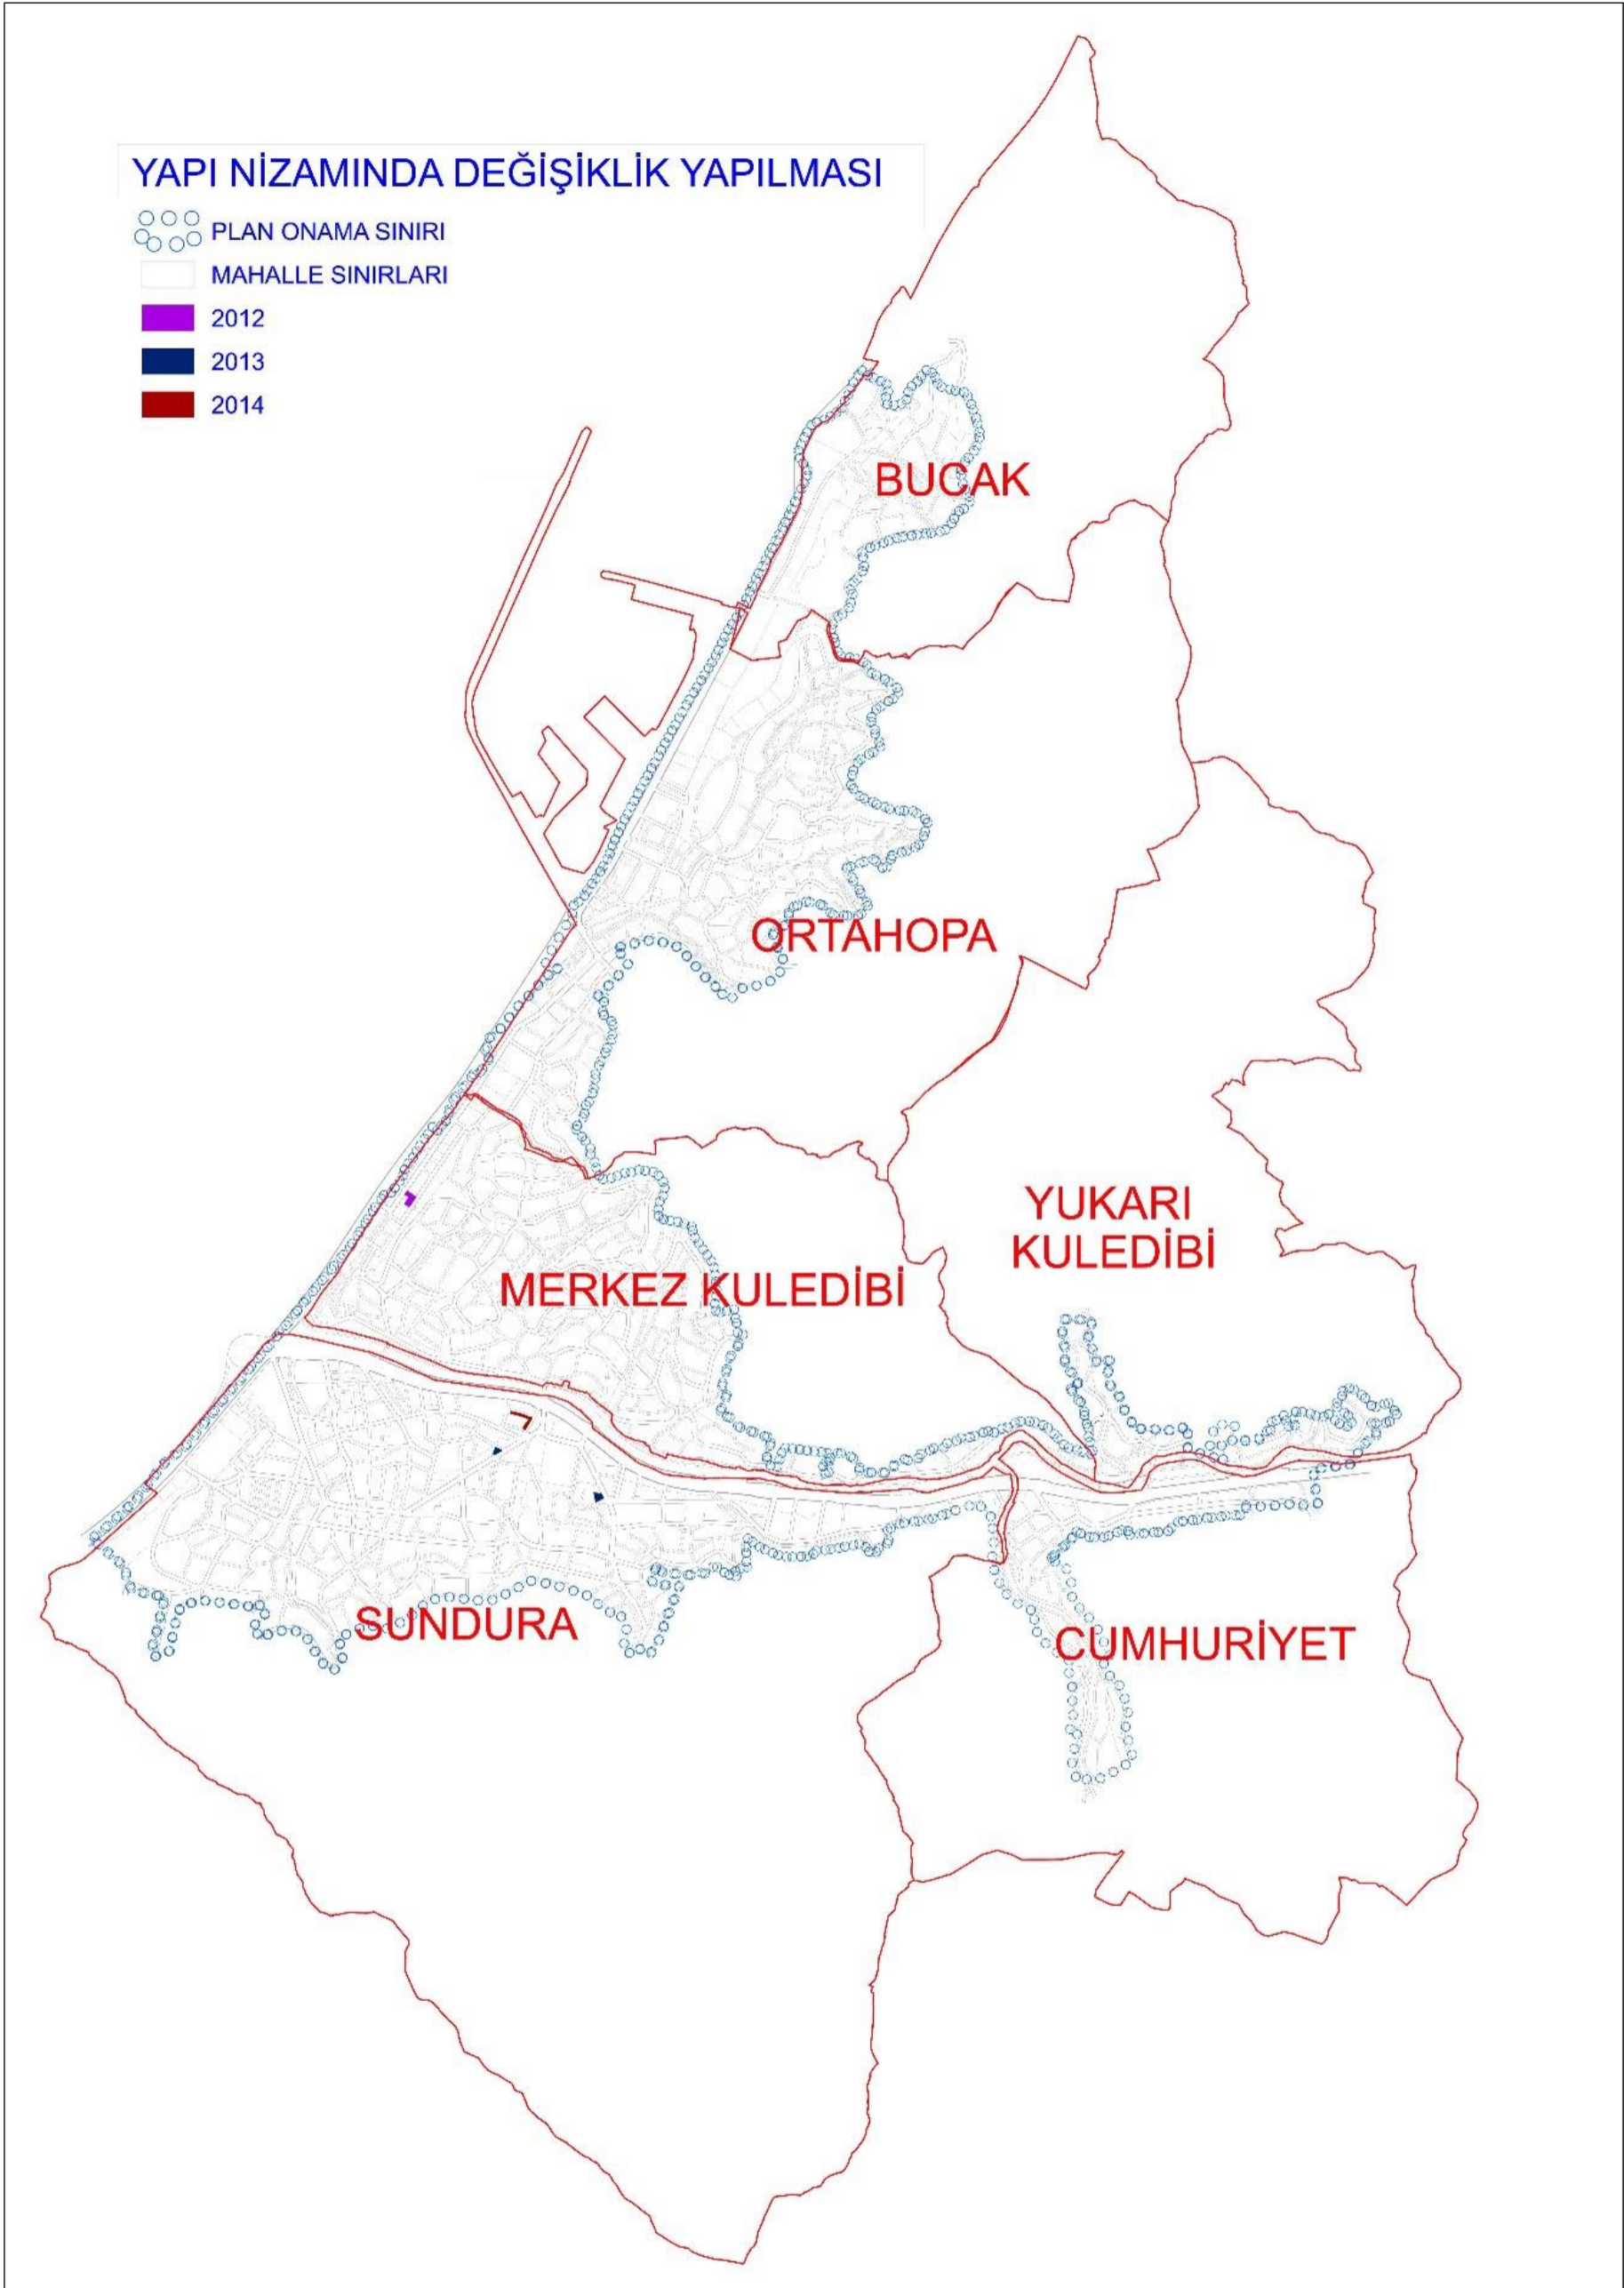 YAPI NİZAMINDA DEĞİŞİKLİK YAPILMASI
PLAN ONAMA SINIRI
MAHALLE SINIRLARI
2012
2013
2014
BUCAK
ORTAHOPA
YUKARI
KULEDİBİ
MERKEZ KULEDİBİ
SUNDURA
CUMHURİYET